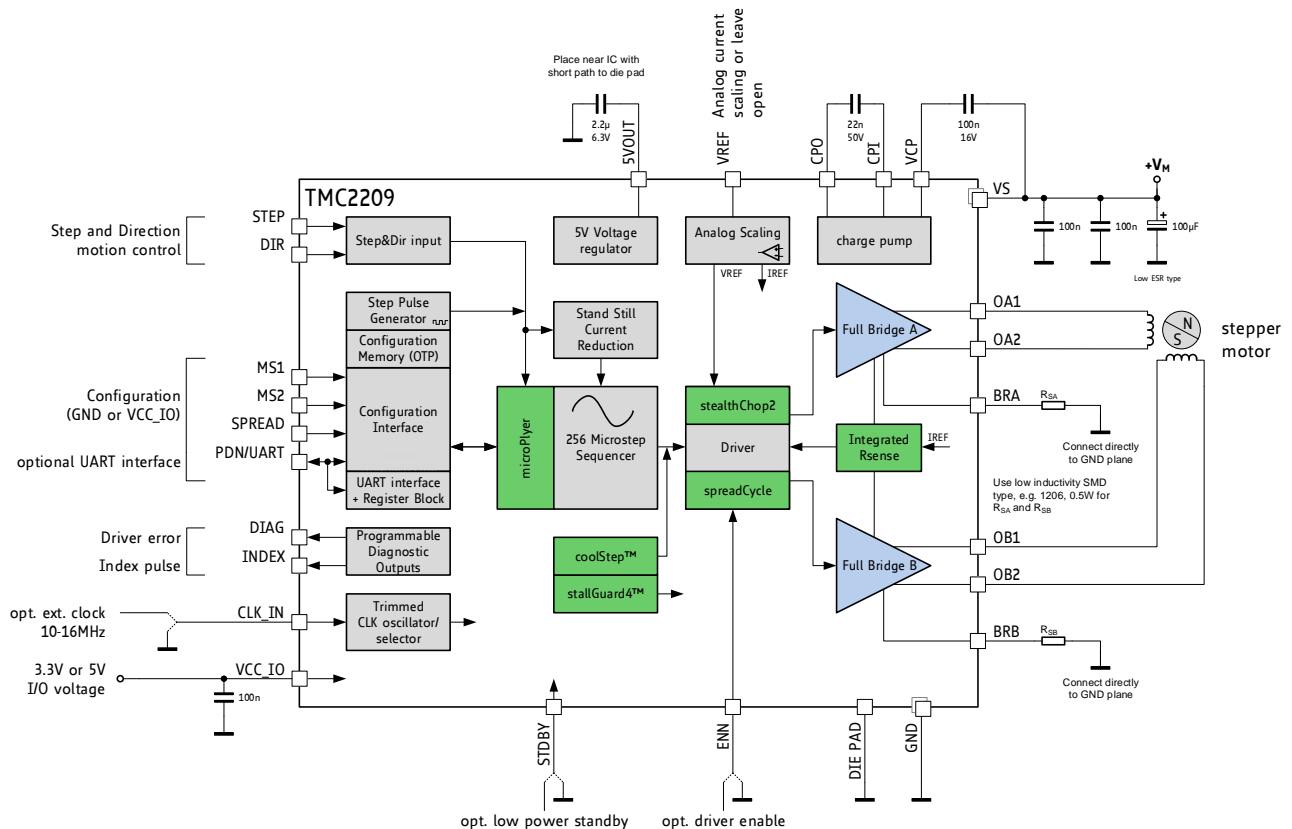 Place near IC with
short path to die pad
2.2µ
6.3V
5VOUT
VREF
Analog current
scaling or leave
open
CPO
22n
50V
CPI
VCP
100n
16V
+VM
VS
100n
100n
+
100µF
Low ESR type
TMC2209
Step and Direction
motion control
STEP
DIR
Step&Dir input
5V Voltage
regulator
Analog Scaling
VREF
IREF
charge pump
Step Pulse
Generator
Configuration
Memory (OTP)
Stand Still
Current
Reduction
Full Bridge A
OA1
OA2
N
S
stepper
motor
Configuration
(GND or VCC_IO)
optional UART interface
MS1
MS2
SPREAD
PDN/UART
Configuration
Interface
UART interface
+ Register Block
microPlyer
256 Microstep
Sequencer
stealthChop2
Driver
spreadCycle
Integrated
Rsense
IREF
BRA
RSA
Connect directly
to GND plane
Use low inductivity SMD
type, e.g. 1206, 0.5W for
RSA and RSB
Driver error
Index pulse
DIAG
INDEX
Programmable
Diagnostic
Outputs
coolStep™
stallGuard4™
Full Bridge B
OB1
OB2
opt. ext. clock
10-16MHz
CLK_IN
Trimmed
CLK oscillator/
selector
BRB
RSB
Connect directly
to GND plane
3.3V or 5V
I/O voltage
VCC_IO
100n
STDBY
ENN
DIE PAD
GND
opt. low power standby
opt. driver enable